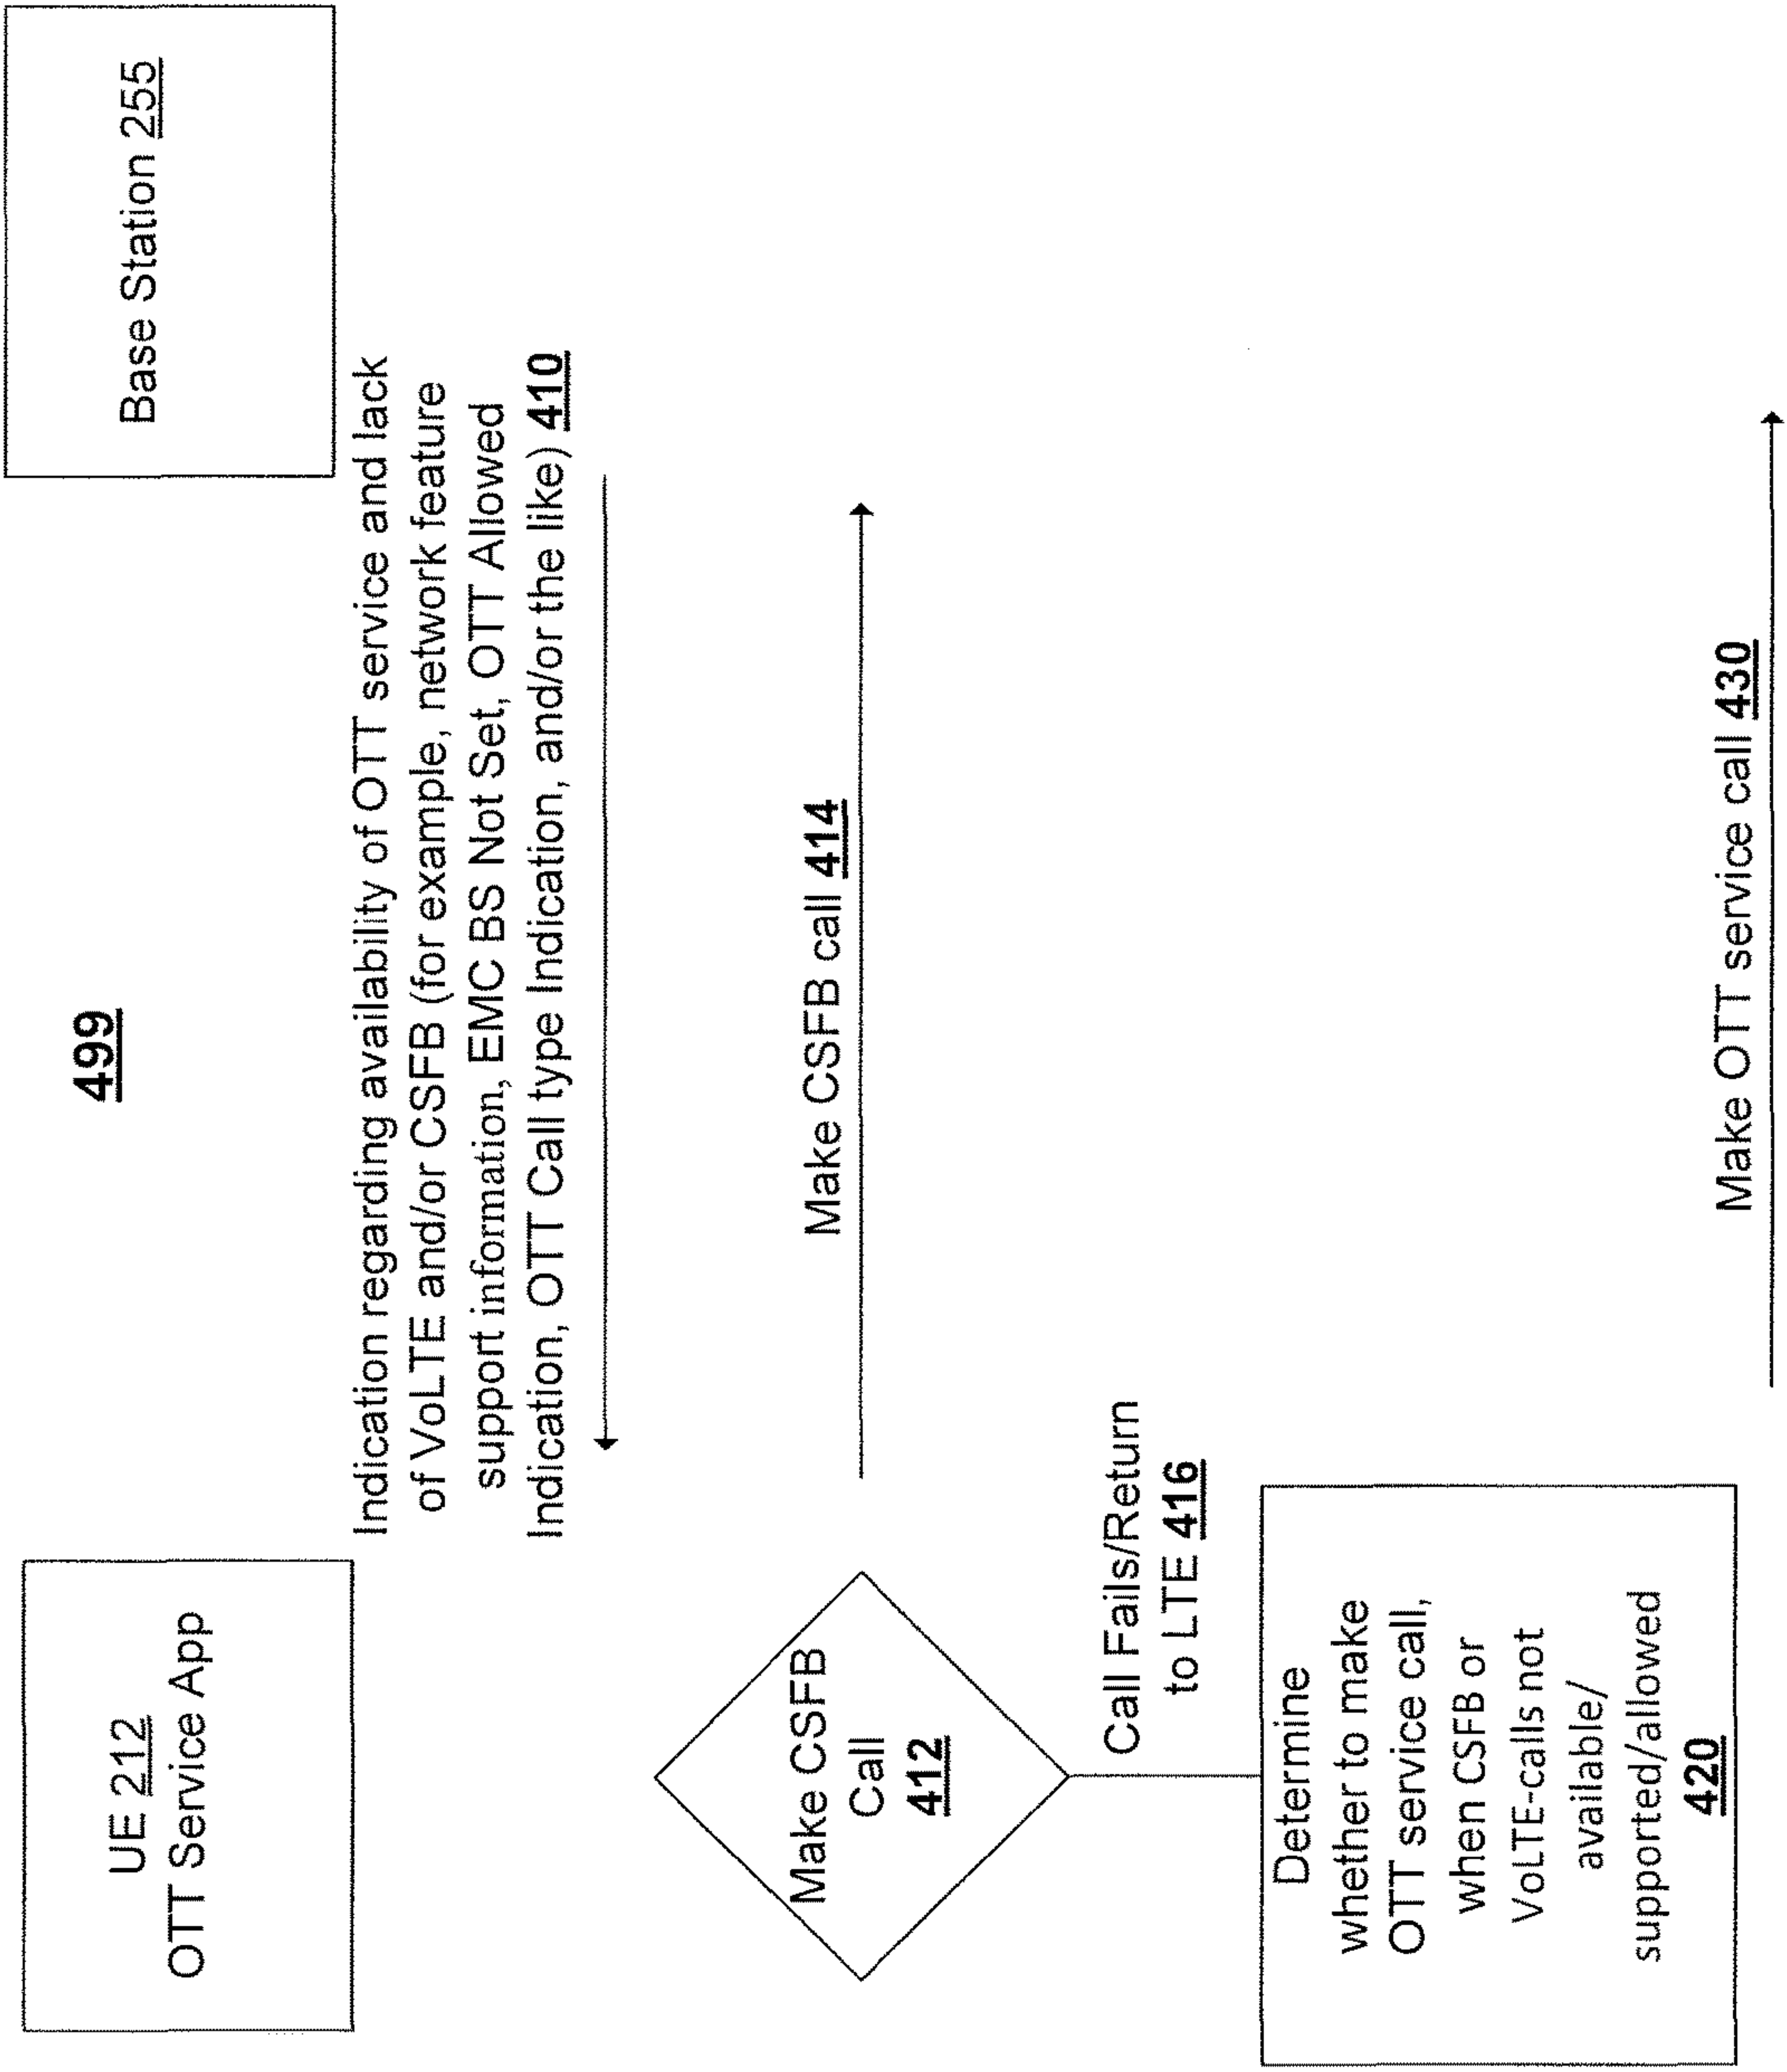 499
UE 212
OTT Service App
Base Station 255
Indication regarding availability of OTT service and lack
of VoLTE and/or CSFB (for example, network feature
support information, EMC BS Not Set, OTT Allowed
Indication, OTT Call type Indication, and/or the like) 410
Make CSFB
Call
412
Make CSFB call 414
Call Fails/Return
to LTE 416
Determine
whether to make
OTT service call,
when CSFB or
VoLTE-calls not
available/
supported/allowed
420
Make OTT service call 430